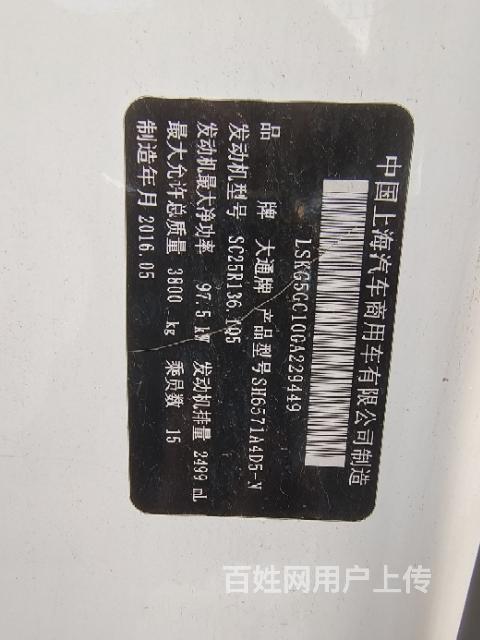 中国上海汽车商用车有限公司制造
LSKG5GC10GA229449
品 牌 大通牌 产品型号 SH6571A4D5-N
发动机型号 SC25R136.1Q5
发动机最大净功率 97.5 kW 发动机排量 2499 mL
最大允许总质量 3800 kg 乘员数 15
制造年月 2016.05
百姓网用户上传